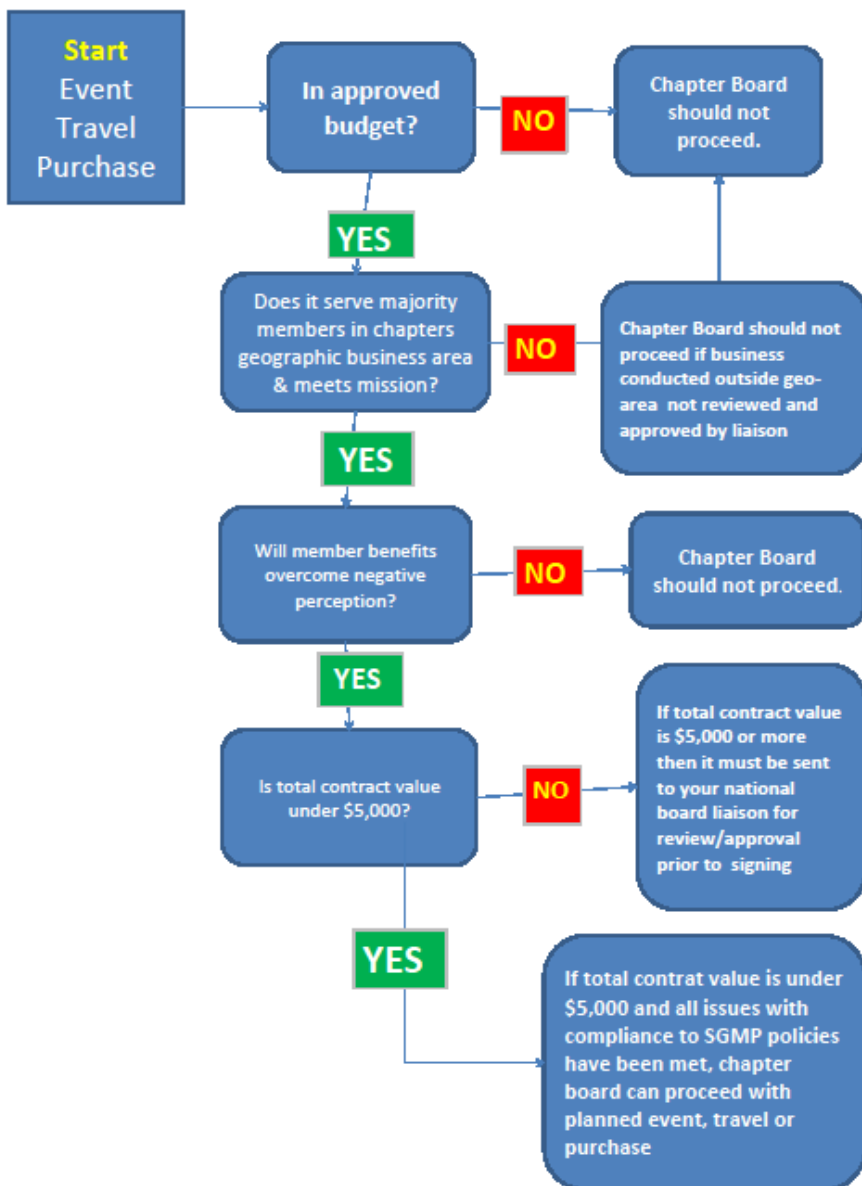 Start
Event
Travel
Purchase
In approved
budget?
NO
Chapter Board
should not
proceed.
YES
Does it serve majority
members in chapters
geographic business area
& meets mission?
NO
Chapter Board should not
proceed if business
conducted outside geo-
area not reviewed and
approved by liaison
YES
Will member benefits
overcome negative
perception?
NO
Chapter Board
should not proceed.
YES
Is total contract value
under $5,000?
NO
If total contract value
is $5,000 or more
then it must be sent
to your national
board liaison for
review/approval
prior to signing
YES
If total contrat value is under
$5,000 and all issues with
compliance to SGMP policies
have been met, chapter
board can proceed with
planned event, travel or
purchase